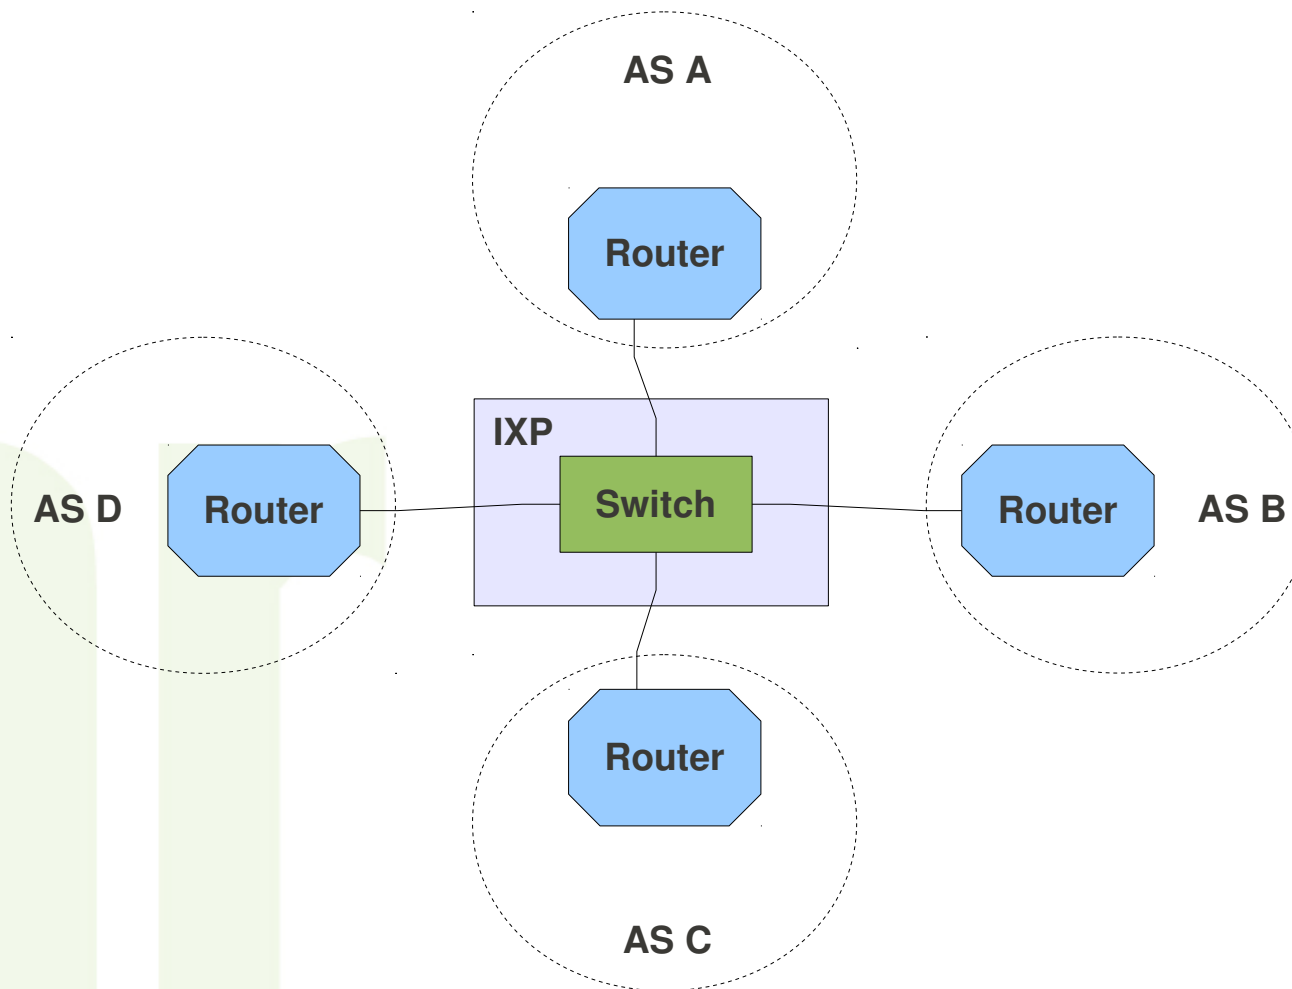 AS A
Router
IXP
AS D
Router
Switch
Router
AS B
Router
AS C